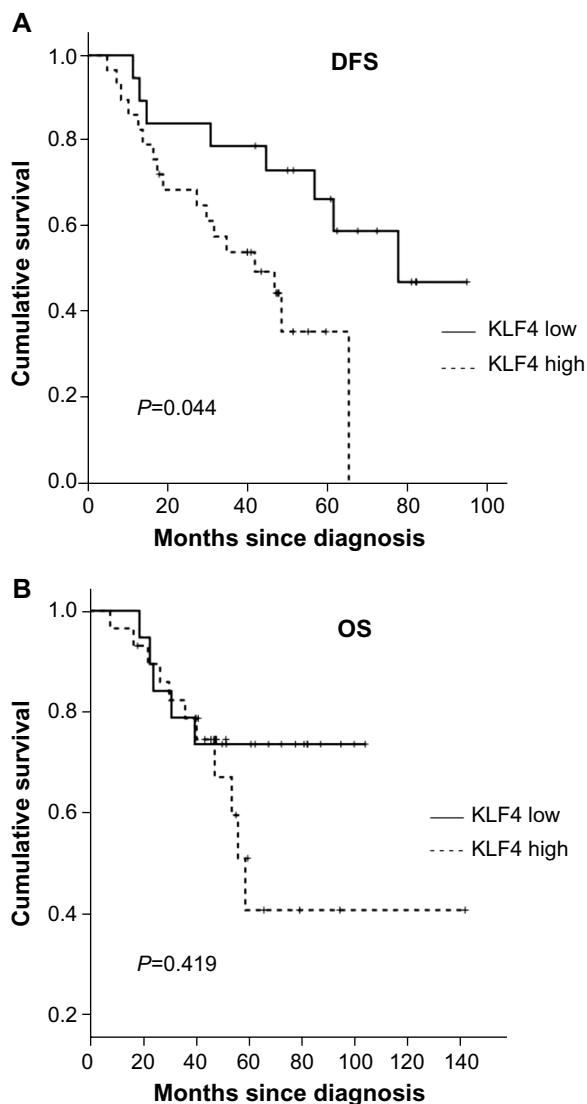 A
DFS
1.0
0.8
0.6
0.4
0.2
0.0
Cumulative survival
KLF4 low
KLF4 high
P=0.044
0 20 40 60 80 100
Months since diagnosis
B
OS
1.0
0.8
0.6
0.4
0.2
Cumulative survival
KLF4 low
KLF4 high
P=0.419
0 20 40 60 80 100 120 140
Months since diagnosis